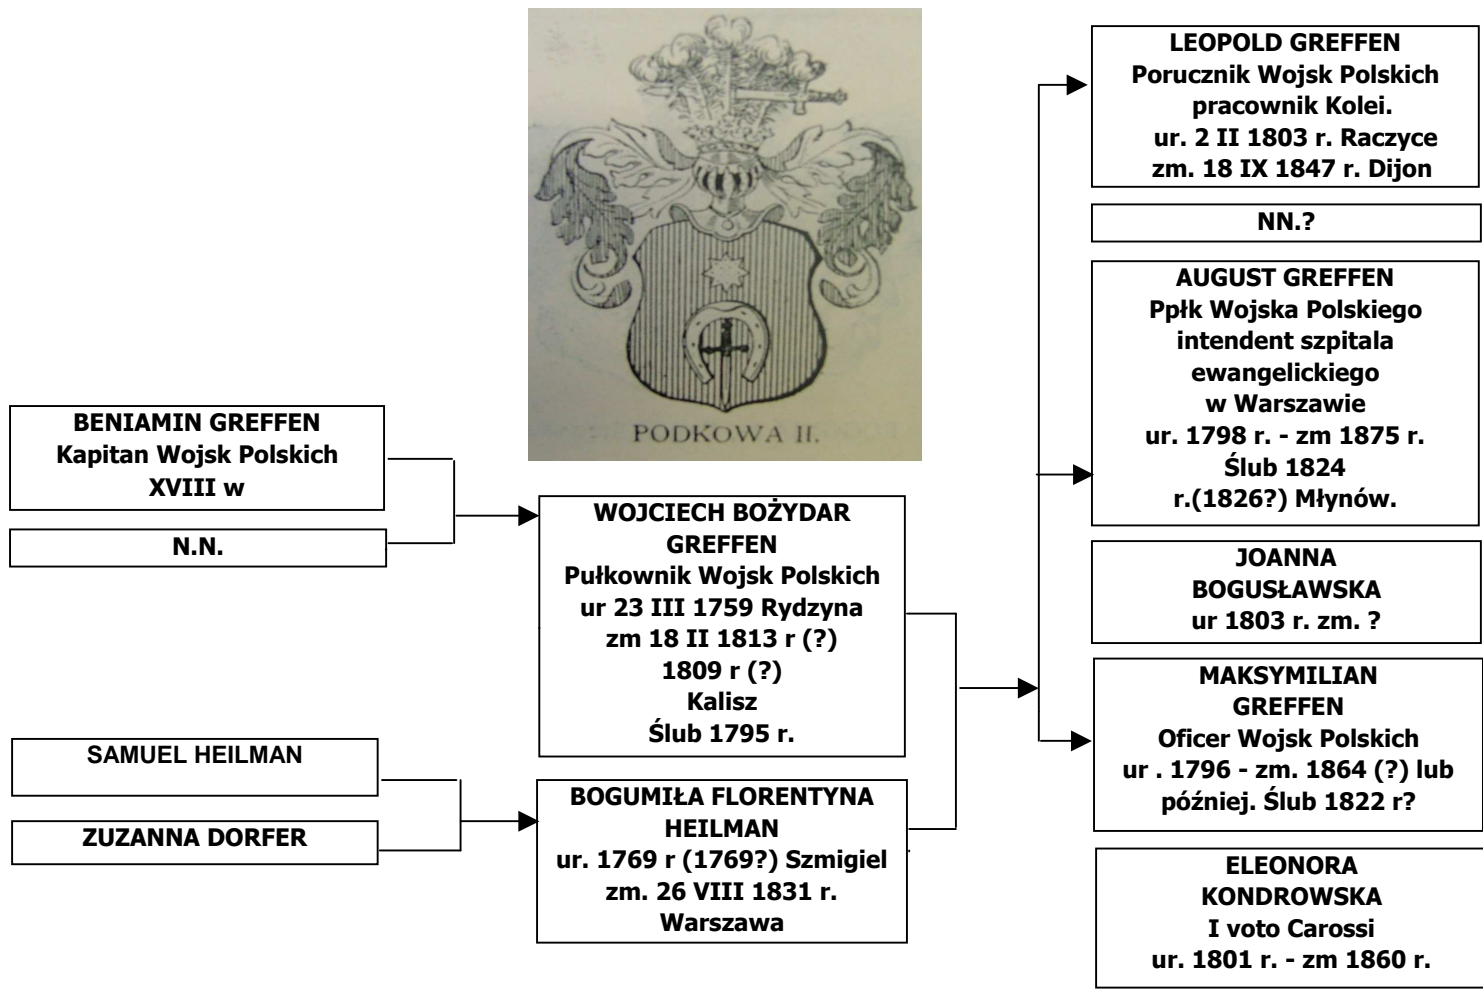 BENIAMIN GREFFEN
Kapitan Wojsk Polskich
XVIII w
N.N.
SAMUEL HEILMAN
ZUZANNA DORFER
PODKOWA II.
WOJCIECH BOŻYDAR
GREFFEN
Pułkownik Wojsk Polskich
ur 23 III 1759 Rydzyna
zm 18 II 1813 r (?)
1809 r (?)
Kalisz
Ślub 1795 r.
BOGUMIŁA FLORENTYNA
HEILMAN
ur. 1769 r (1769?) Szmigiel
zm. 26 VIII 1831 r.
Warszawa
LEOPOLD GREFFEN
Porucznik Wojsk Polskich
pracownik Kolei.
ur. 2 II 1803 r. Raczyce
zm. 18 IX 1847 r. Dijon
NN.?
AUGUST GREFFEN
Ppłk Wojska Polskiego
intendent szpitala
ewangelickiego
w Warszawie
ur. 1798 r. - zm 1875 r.
Ślub 1824
r.(1826?) Młynów.
JOANNA
BOGUSŁAWSKA
ur 1803 r. zm. ?
MAKSYMILIAN
GREFFEN
Oficer Wojsk Polskich
ur . 1796 - zm. 1864 (?) lub
później. Ślub 1822 r?
ELEONORA
KONDROWSKA
I voto Carossi
ur. 1801 r. - zm 1860 r.